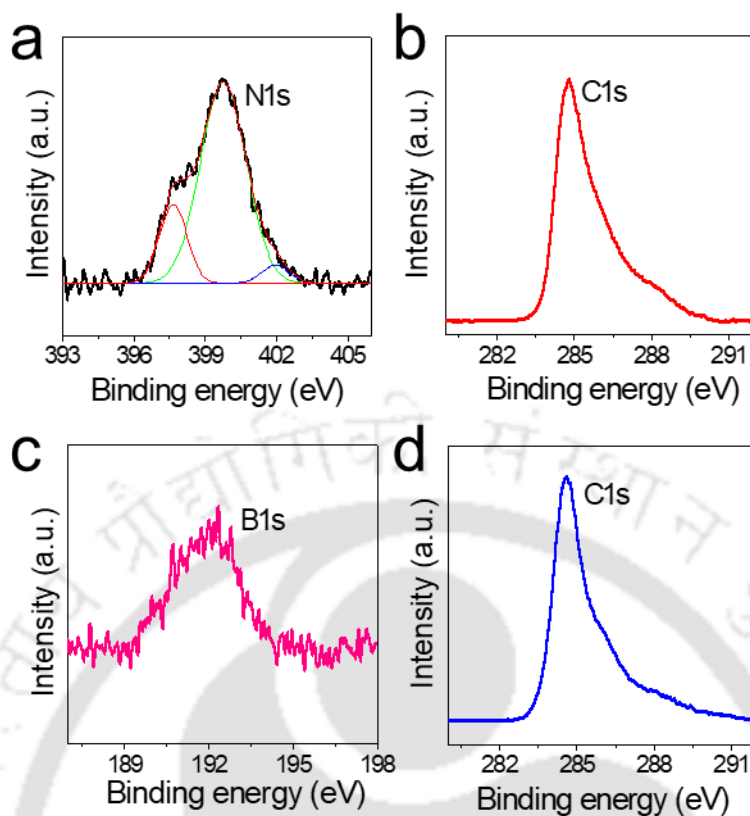 a
N1s
Intensity (a.u.)
393 396 399 402 405
Binding energy (eV)
b
C1s
Intensity (a.u.)
282 285 288 291
Binding energy (eV)
c
B1s
Intensity (a.u.)
189 192 195 198
Binding energy (eV)
d
C1s
Intensity (a.u.)
282 285 288 291
Binding energy (eV)